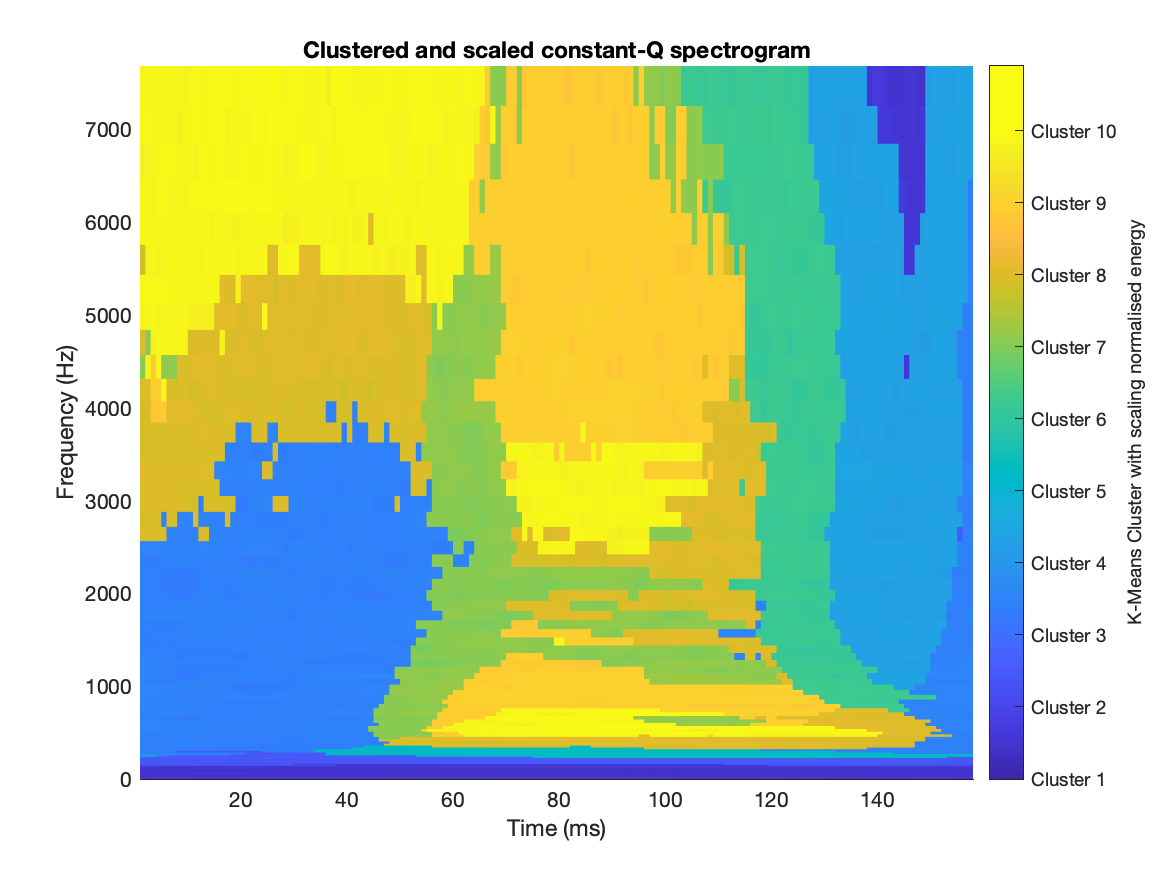 Clustered and scaled constant-Q spectrogram
7000
6000
5000
4000
3000
2000
1000
0
Frequency (Hz)
20
40
60
80
100
120
140
Time (ms)
Cluster 10
Cluster 9
Cluster 8
Cluster 7
Cluster 6
Cluster 5
Cluster 4
Cluster 3
Cluster 2
Cluster 1
K-Means Cluster with scaling normalised energy